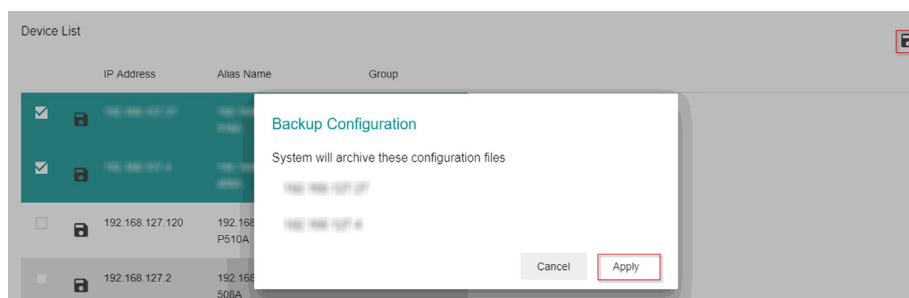 Device List
IP Address Alias Name Group
Backup Configuration
System will archive these configuration files
192.168.127.120 192.168
P510A
Cancel Apply
192.168.127.2 192.168
508A